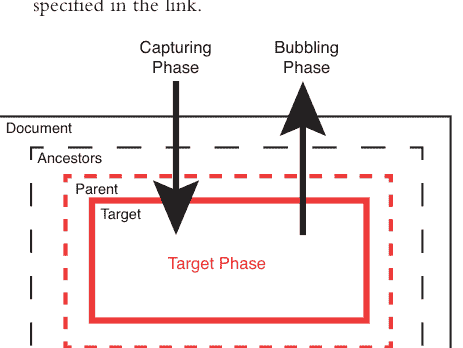 specified in the link.
Capturing
Phase
Bubbling
Phase
Document
Ancestors
Parent
Target
Target Phase